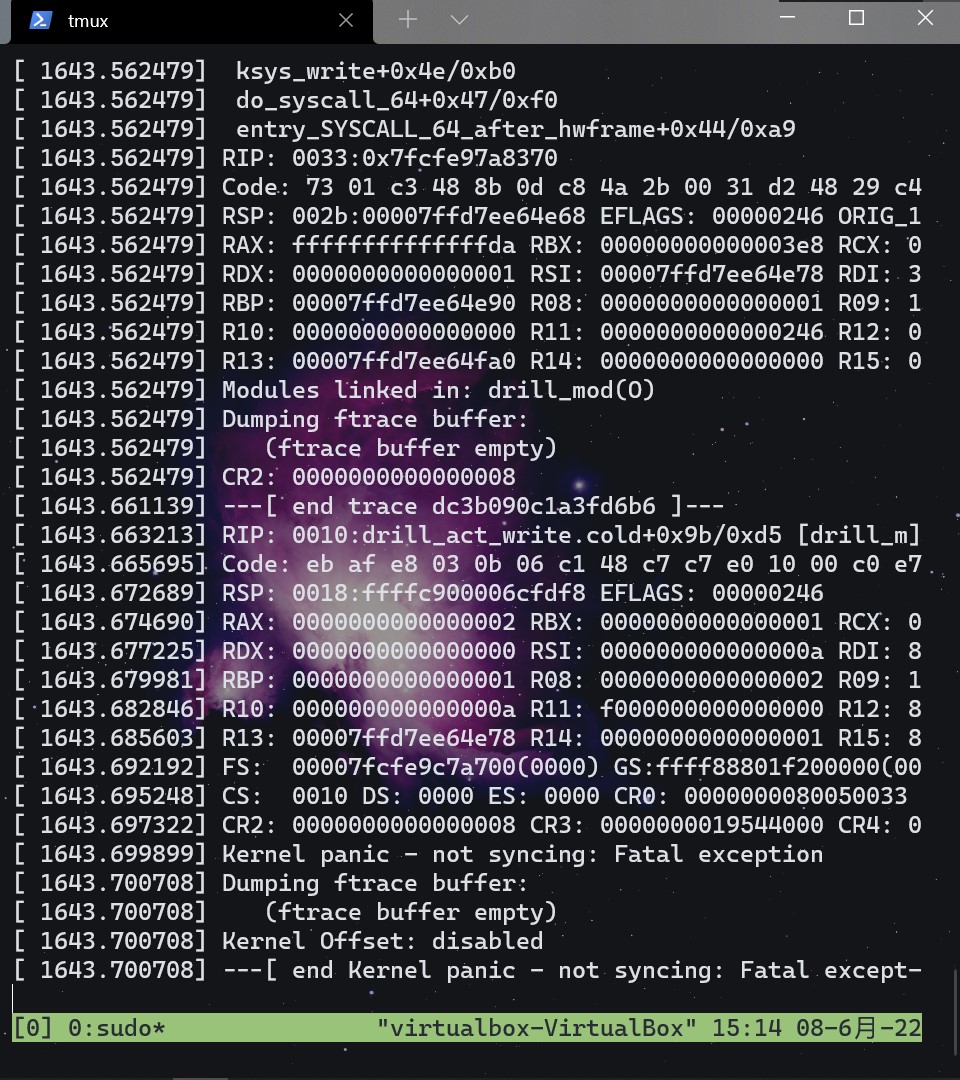 tmux
[ 1643.562479]  ksys_write+0x4e/0xb0
[ 1643.562479]  do_syscall_64+0x47/0xf0
[ 1643.562479]  entry_SYSCALL_64_after_hwframe+0x44/0xa9
[ 1643.562479] RIP: 0033:0x7fcfe97a8370
[ 1643.562479] Code: 73 01 c3 48 8b 0d c8 4a 2b 00 31 d2 48 29 c4
[ 1643.562479] RSP: 002b:00007ffd7ee64e68 EFLAGS: 00000246 ORIG_1
[ 1643.562479] RAX: ffffffffffffffda RBX: 00000000000003e8 RCX: 0
[ 1643.562479] RDX: 0000000000000001 RSI: 00007ffd7ee64e78 RDI: 3
[ 1643.562479] RBP: 00007ffd7ee64e90 R08: 0000000000000001 R09: 1
[ 1643.562479] R10: 0000000000000000 R11: 0000000000000246 R12: 0
[ 1643.562479] R13: 00007ffd7ee64fa0 R14: 0000000000000000 R15: 0
[ 1643.562479] Modules linked in: drill_mod(O)
[ 1643.562479] Dumping ftrace buffer:
[ 1643.562479]    (ftrace buffer empty)
[ 1643.562479] CR2: 0000000000000008
[ 1643.661139] ---[ end trace dc3b090c1a3fd6b6 ]---
[ 1643.663213] RIP: 0010:drill_act_write.cold+0x9b/0xd5 [drill_m]
[ 1643.665695] Code: eb af e8 03 0b 06 c1 48 c7 c7 e0 10 00 c0 e7
[ 1643.672689] RSP: 0018:ffffc900006cfdf8 EFLAGS: 00000246
[ 1643.674690] RAX: 0000000000000002 RBX: 0000000000000001 RCX: 0
[ 1643.677225] RDX: 0000000000000000 RSI: 000000000000000a RDI: 8
[ 1643.679981] RBP: 0000000000000001 R08: 0000000000000002 R09: 1
[ 1643.682846] R10: 000000000000000a R11: f000000000000000 R12: 8
[ 1643.685603] R13: 00007ffd7ee64e78 R14: 0000000000000001 R15: 8
[ 1643.692192] FS:  00007fcfe9c7a700(0000) GS:ffff88801f200000(00
[ 1643.695248] CS:  0010 DS: 0000 ES: 0000 CR0: 0000000080050033
[ 1643.697322] CR2: 0000000000000008 CR3: 0000000019544000 CR4: 0
[ 1643.699899] Kernel panic - not syncing: Fatal exception
[ 1643.700708] Dumping ftrace buffer:
[ 1643.700708]    (ftrace buffer empty)
[ 1643.700708] Kernel Offset: disabled
[ 1643.700708] ---[ end Kernel panic - not syncing: Fatal except-
[0] 0:sudo* "virtualbox-VirtualBox" 15:14 08-6月-22